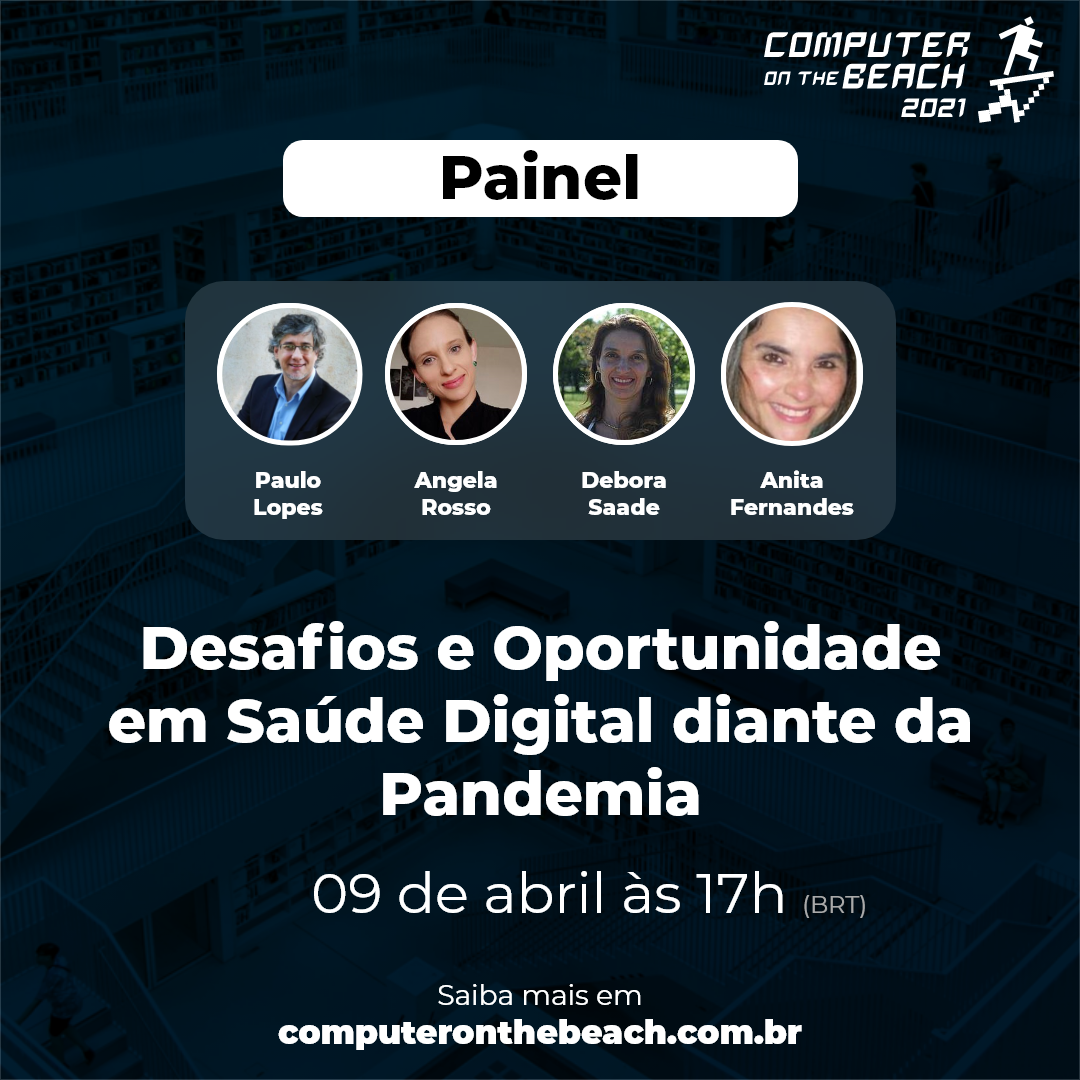 COMPUTER
ON THE BEACH
2021
Painel
Paulo
Lopes
Angela
Rosso
Debora
Saade
Anita
Fernandes
Desafios e Oportunidade
em Saúde Digital diante da
Pandemia
09 de abril às 17h (BRT)
Saiba mais em
computeronthebeach.com.br